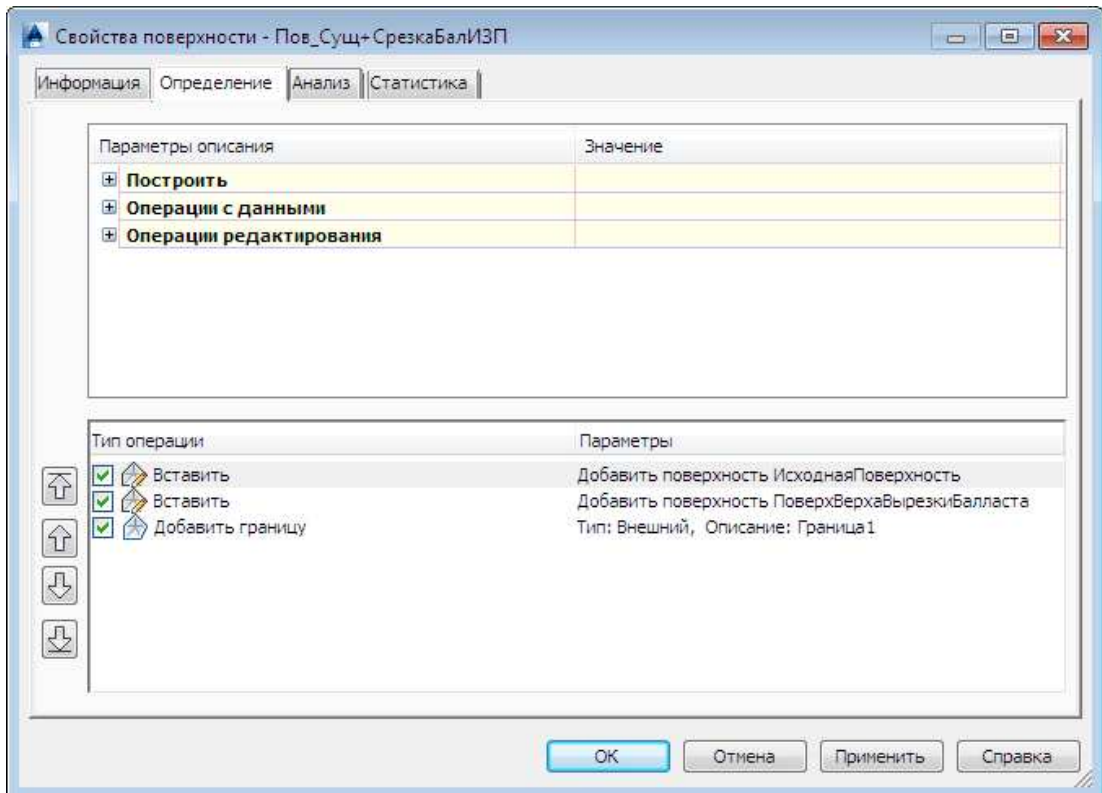 Свойства поверхности - Пов_Сущ+СрезкаБалИЗП
Информация Определение Анализ Статистика
Параметры описания Значение
Построить
Операции с данными
Операции редактирования
Тип операции Параметры
Вставить Добавить поверхность ИсходнаяПоверхность
Вставить Добавить поверхность ПоверхВерхаВырезкиБалласта
Добавить границу Тип: Внешний, Описание: Граница1
ОК Отмена Применить Справка